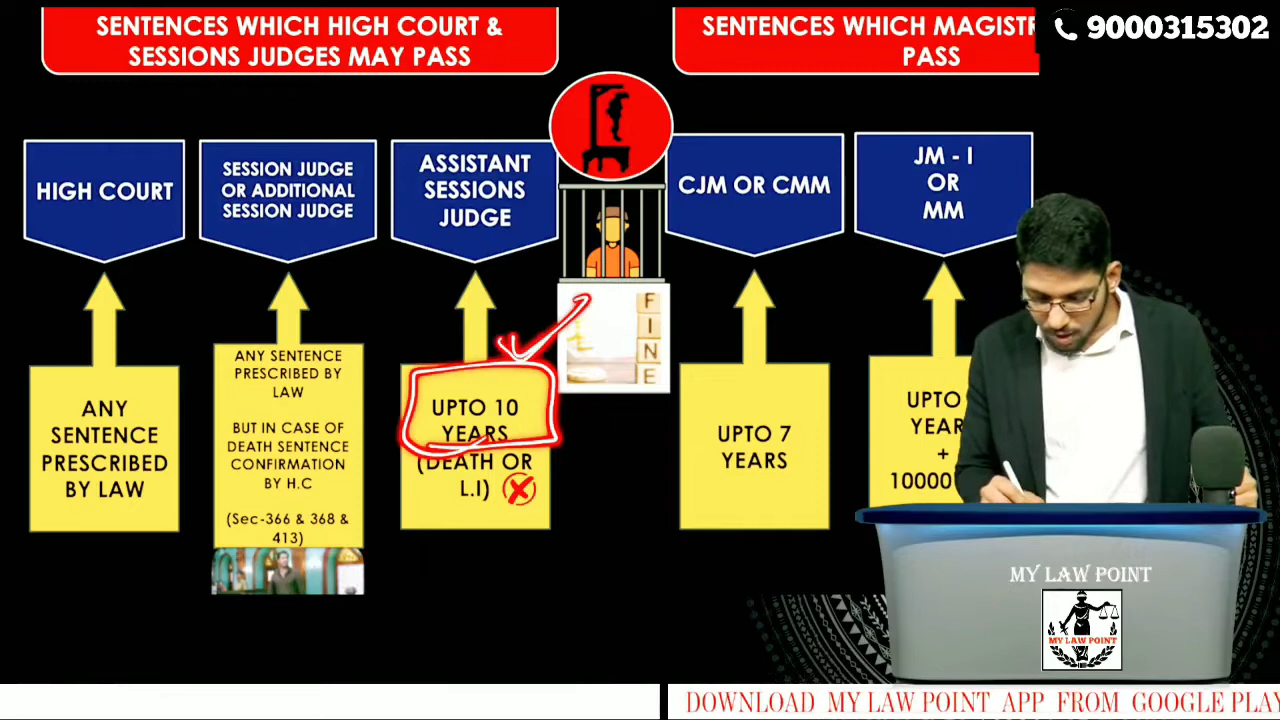 SENTENCES WHICH HIGH COURT &
SESSIONS JUDGES MAY PASS
SENTENCES WHICH
PASS
9000315302
HIGH COURT
SESSION JUDGE
OR ADDITIONAL
SESSION JUDGE
ASSISTANT
SESSIONS
JUDGE
CJM OR CMM
JM - I
OR
MM
FINE
ANY
SENTENCE
PRESCRIBED
BY LAW
ANY SENTENCE
PRESCRIBED BY
LAW
BUT IN CASE OF
DEATH SENTENCE
CONFIRMATION
BY H.C
(Sec-366 & 368 &
413)
UPTO 10
YEARS
(DEATH OR
L.I)
UPTO 7
YEARS
UPTO
+
MY LAW POINT
MY LAW POINT
DOWNLOAD MY LAW POINT APP FROM GOOGLE PLAY